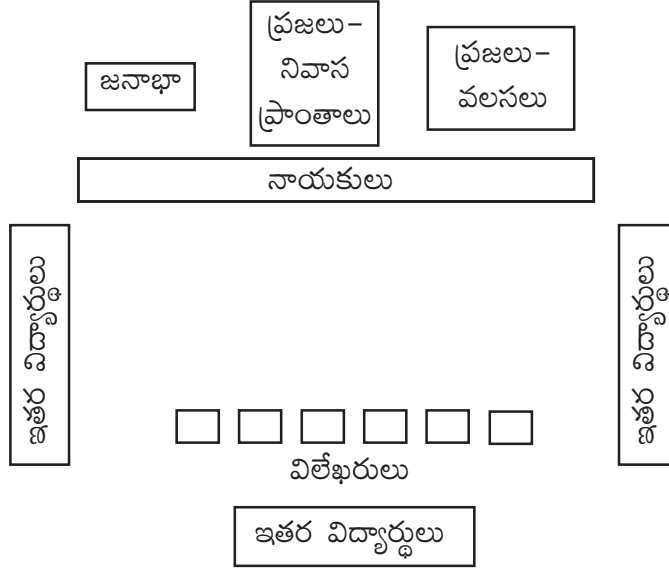 జనాభా
ప్రజలు–
నివాస
ప్రాంతాలు
ప్రజలు–
వలసలు
నాయకులు
ఇతర విద్యార్థులు
ఇతర విద్యార్థులు
విలేఖరులు
ఇతర విద్యార్థులు